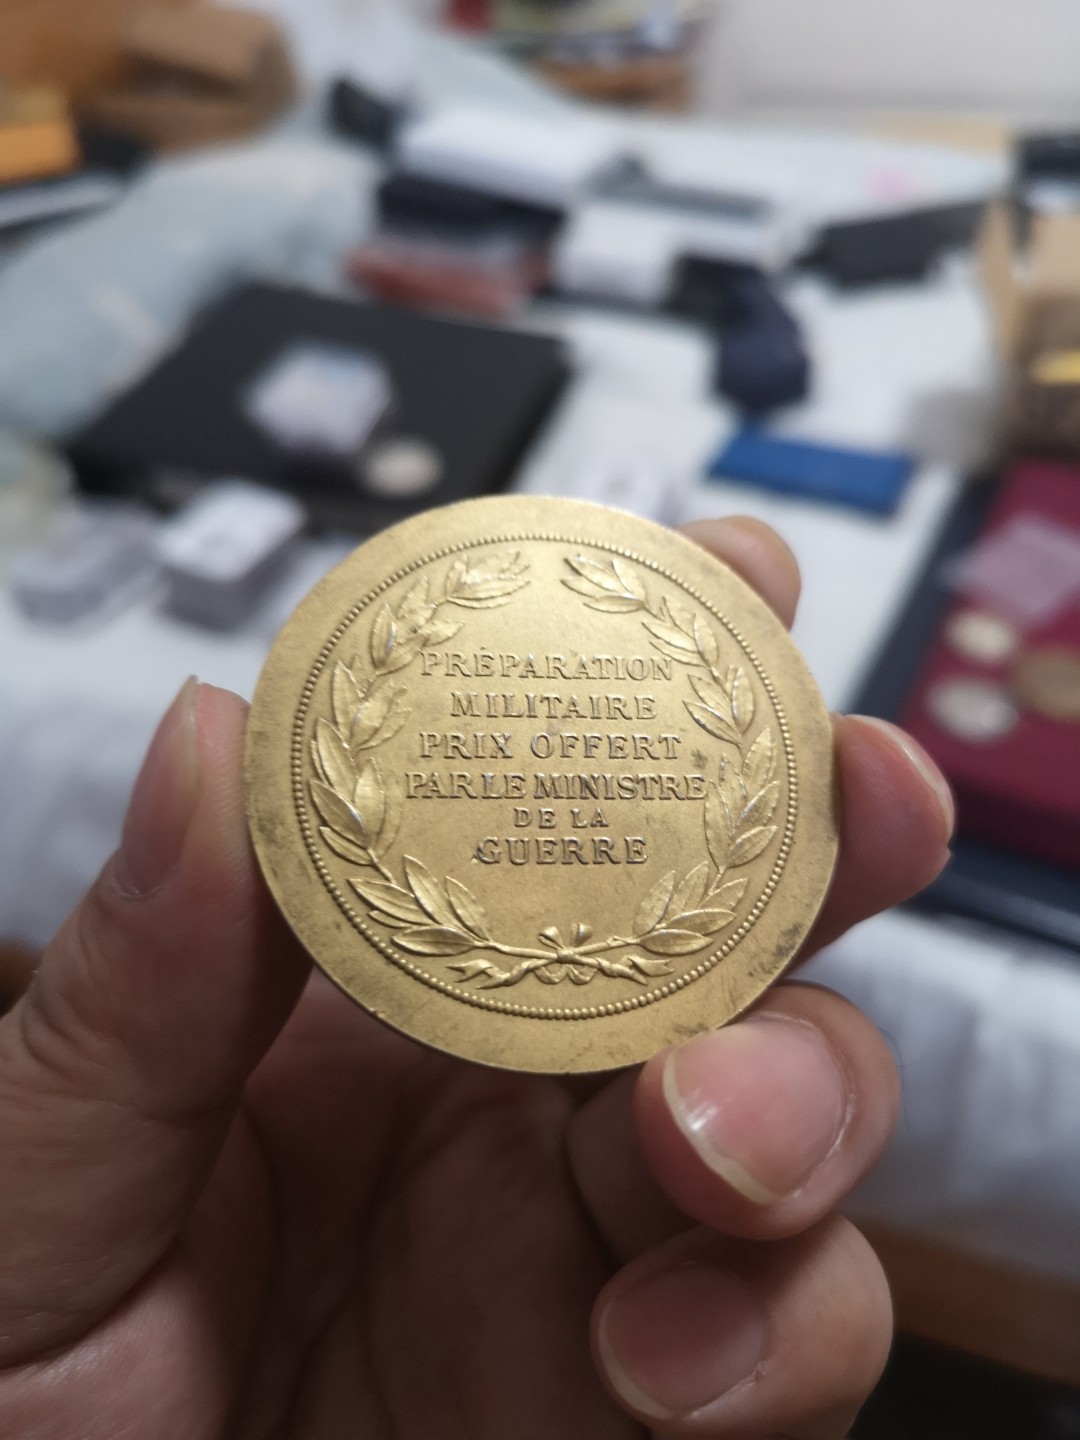 PRÉPARATION
MILITAIRE
PRIX OFFERT
PAR LE MINISTRE
DE LA
GUERRE